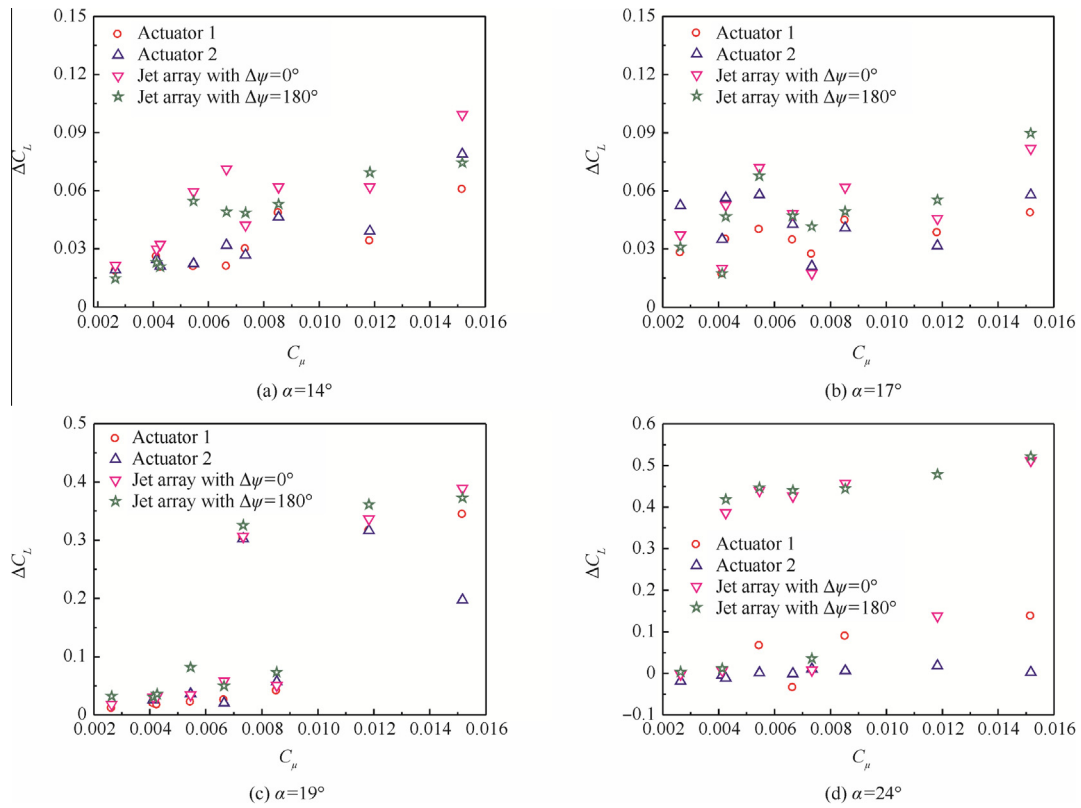 0.15
0.12
0.09
0.06
0.03
0
ΔC_L
Actuator 1
Actuator 2
Jet array with Δψ=0°
Jet array with Δψ=180°
0.002 0.004 0.006 0.008 0.010 0.012 0.014 0.016
C_μ
(a) α=14°
0.15
0.12
0.09
0.06
0.03
0
ΔC_L
Actuator 1
Actuator 2
Jet array with Δψ=0°
Jet array with Δψ=180°
0.002 0.004 0.006 0.008 0.010 0.012 0.014 0.016
C_μ
(b) α=17°
0.5
0.4
0.3
0.2
0.1
0
ΔC_L
Actuator 1
Actuator 2
Jet array with Δψ=0°
Jet array with Δψ=180°
0.002 0.004 0.006 0.008 0.010 0.012 0.014 0.016
C_μ
(c) α=19°
0.6
0.5
0.4
0.3
0.2
0.1
0
−0.1
ΔC_L
Actuator 1
Actuator 2
Jet array with Δψ=0°
Jet array with Δψ=180°
0.002 0.004 0.006 0.008 0.010 0.012 0.014 0.016
C_μ
(d) α=24°